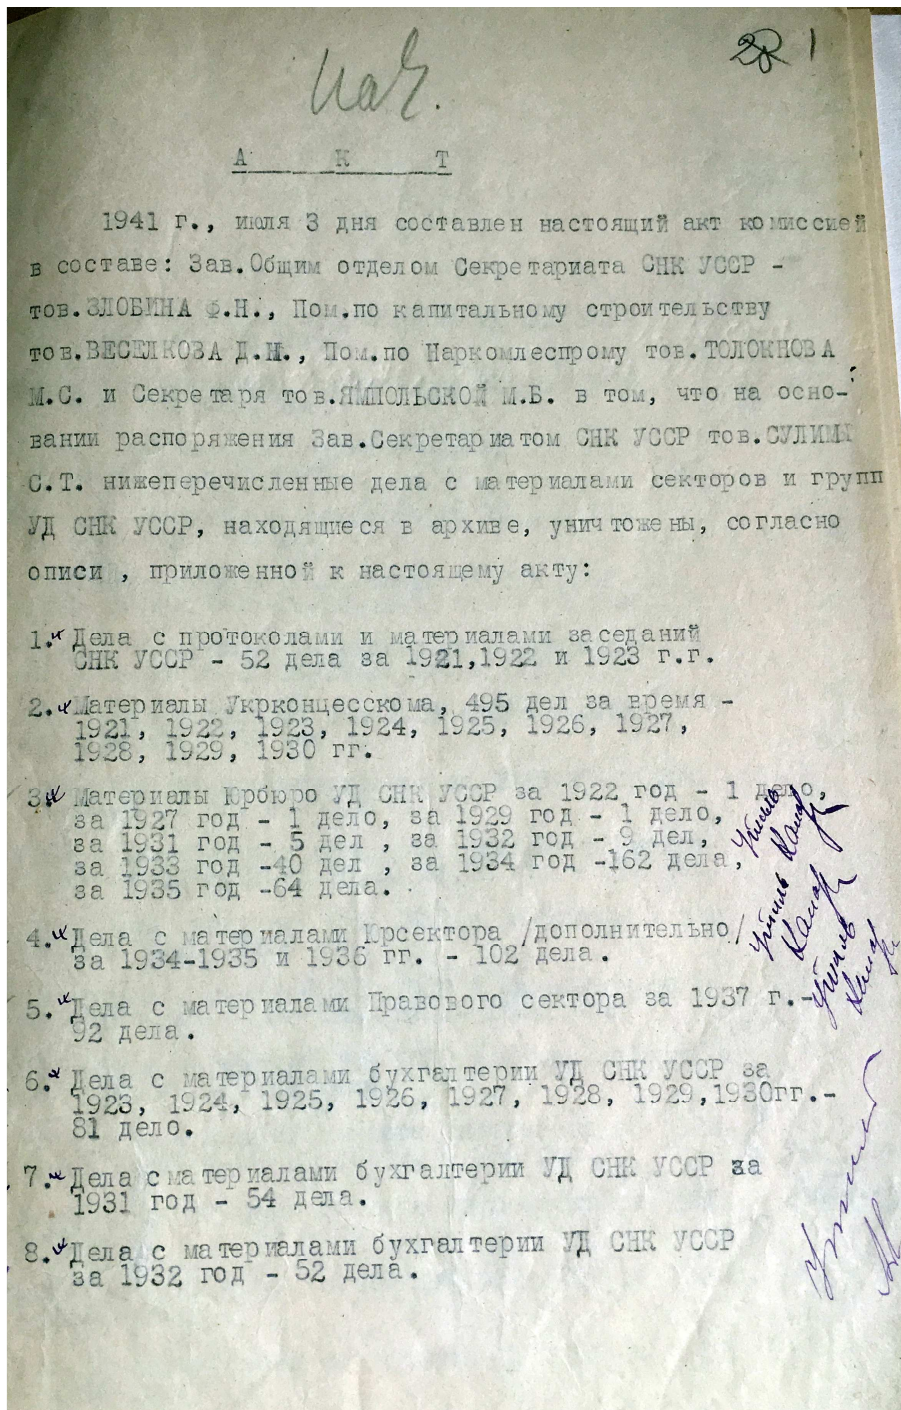 Нач.
1
А К Т
1941 г., июля 3 дня составлен настоящий акт комиссией
в составе: Зав.Общим отделом Секретариата СНК УССР -
тов.ЗЛОБИНА Ф.Н., Пом.по капитальному строительству
тов.ВЕСЕЛКОВА Д.Н., Пом.по Наркомлеспрому тов.ТОЛОКНОВА
М.С. и Секретаря тов.ЯМПОЛЬСКОЙ М.Б. в том, что на осно-
вании распоряжения Зав.Секретариатом СНК УССР тов.СУЛИМЫ
С.Т. нижеперечисленные дела с материалами секторов и групп
УД СНК УССР, находящиеся в архиве, уничтожены, согласно
описи , приложенной к настоящему акту:
1. Дела с протоколами и материалами заседаний
СНК УССР - 52 дела за 1921,1922 и 1923 г.г.
2. Материалы Укрконцесскома, 495 дел за время -
1921, 1922, 1923, 1924, 1925, 1926, 1927,
1928, 1929, 1930 гг.
3. Материалы Юрбюро УД СНК УССР за 1922 год - 1 дело,
за 1927 год - 1 дело, за 1929 год - 1 дело,
за 1931 год - 5 дел , за 1932 год - 9 дел,
за 1933 год -40 дел , за 1934 год -162 дела,
за 1935 год -64 дела.
4. Дела с материалами Юрсектора /дополнительно/
за 1934-1935 и 1936 гг. - 102 дела.
5. Дела с материалами Правового сектора за 1937 г.-
92 дела.
6. Дела с материалами бухгалтерии УД СНК УССР за
1923, 1924, 1925, 1926, 1927, 1928, 1929,1930гг.-
81 дело.
7. Дела с материалами бухгалтерии УД СНК УССР за
1931 год - 54 дела.
8. Дела с материалами бухгалтерии УД СНК УССР
за 1932 год - 52 дела.